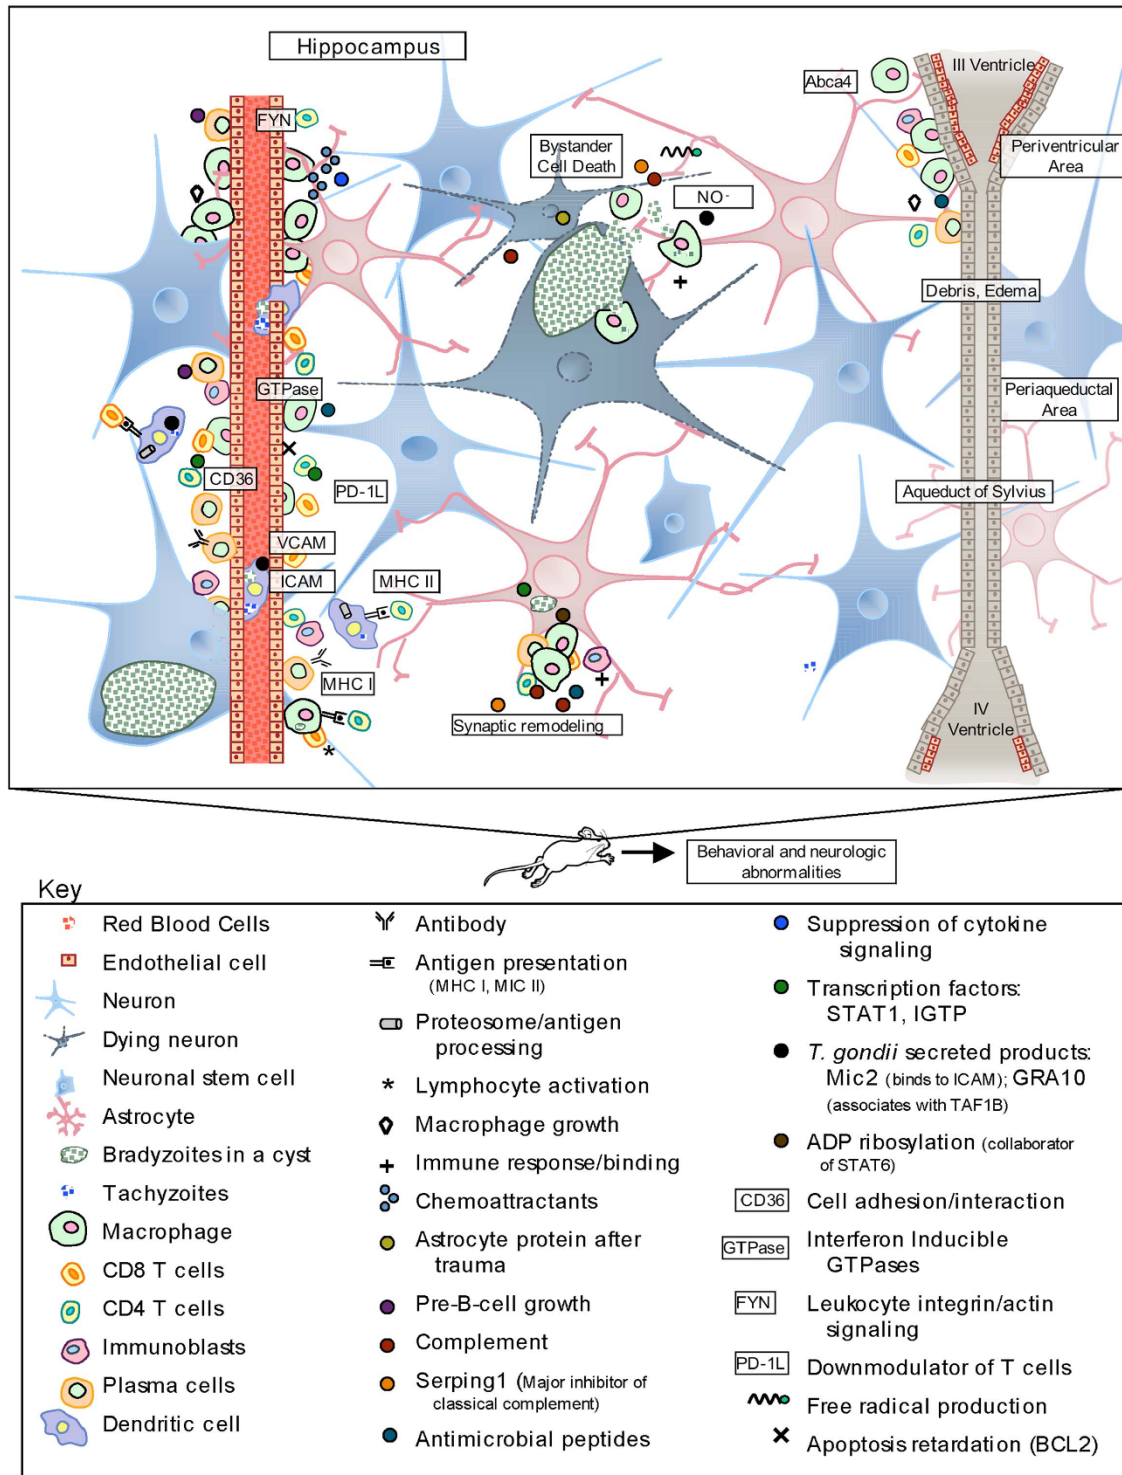 Hippocampus
III Ventricle
Abca4
FYN
Bystander
Cell Death
Periventricular
Area
NO-
Debris, Edema
GTPase
Periaqueductal
Area
CD36
PD-1L
Aqueduct of Sylvius
VCAM
ICAM
MHC II
MHC I
Synaptic remodeling
IV
Ventricle
Behavioral and neurologic
abnormalities
Key
Red Blood Cells
Endothelial cell
Neuron
Dying neuron
Neuronal stem cell
Astrocyte
Bradyzoites in a cyst
Tachyzoites
Macrophage
CD8 T cells
CD4 T cells
Immunoblasts
Plasma cells
Dendritic cell
Antibody
Antigen presentation
(MHC I, MIC II)
Proteosome/antigen
processing
Lymphocyte activation
Macrophage growth
Immune response/binding
Chemoattractants
Astrocyte protein after
trauma
Pre-B-cell growth
Complement
Serping1 (Major inhibitor of
classical complement)
Antimicrobial peptides
Suppression of cytokine
signaling
Transcription factors:
STAT1, IGTP
T. gondii secreted products:
Mic2 (binds to ICAM); GRA10
(associates with TAF1B)
ADP ribosylation (collaborator
of STAT6)
CD36 Cell adhesion/interaction
GTPase Interferon Inducible
GTPases
FYN Leukocyte integrin/actin
signaling
PD-1L Downmodulator of T cells
Free radical production
Apoptosis retardation (BCL2)